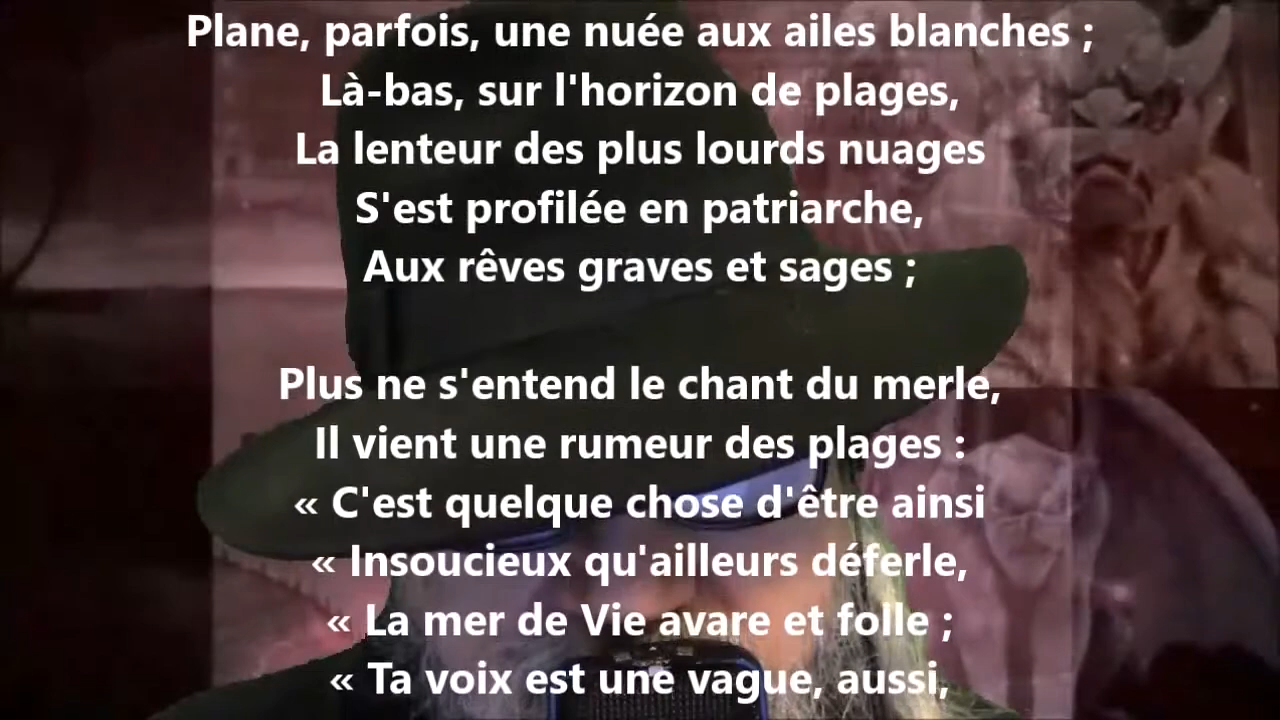 Plane, parfois, une nuée aux ailes blanches ;
Là-bas, sur l'horizon de plages,
La lenteur des plus lourds nuages
S'est profilée en patriarche,
Aux rêves graves et sages ;
Plus ne s'entend le chant du merle,
Il vient une rumeur des plages :
« C'est quelque chose d'être ainsi
« Insoucieux qu'ailleurs déferle,
« La mer de Vie avare et folle ;
« Ta voix est une vague, aussi,